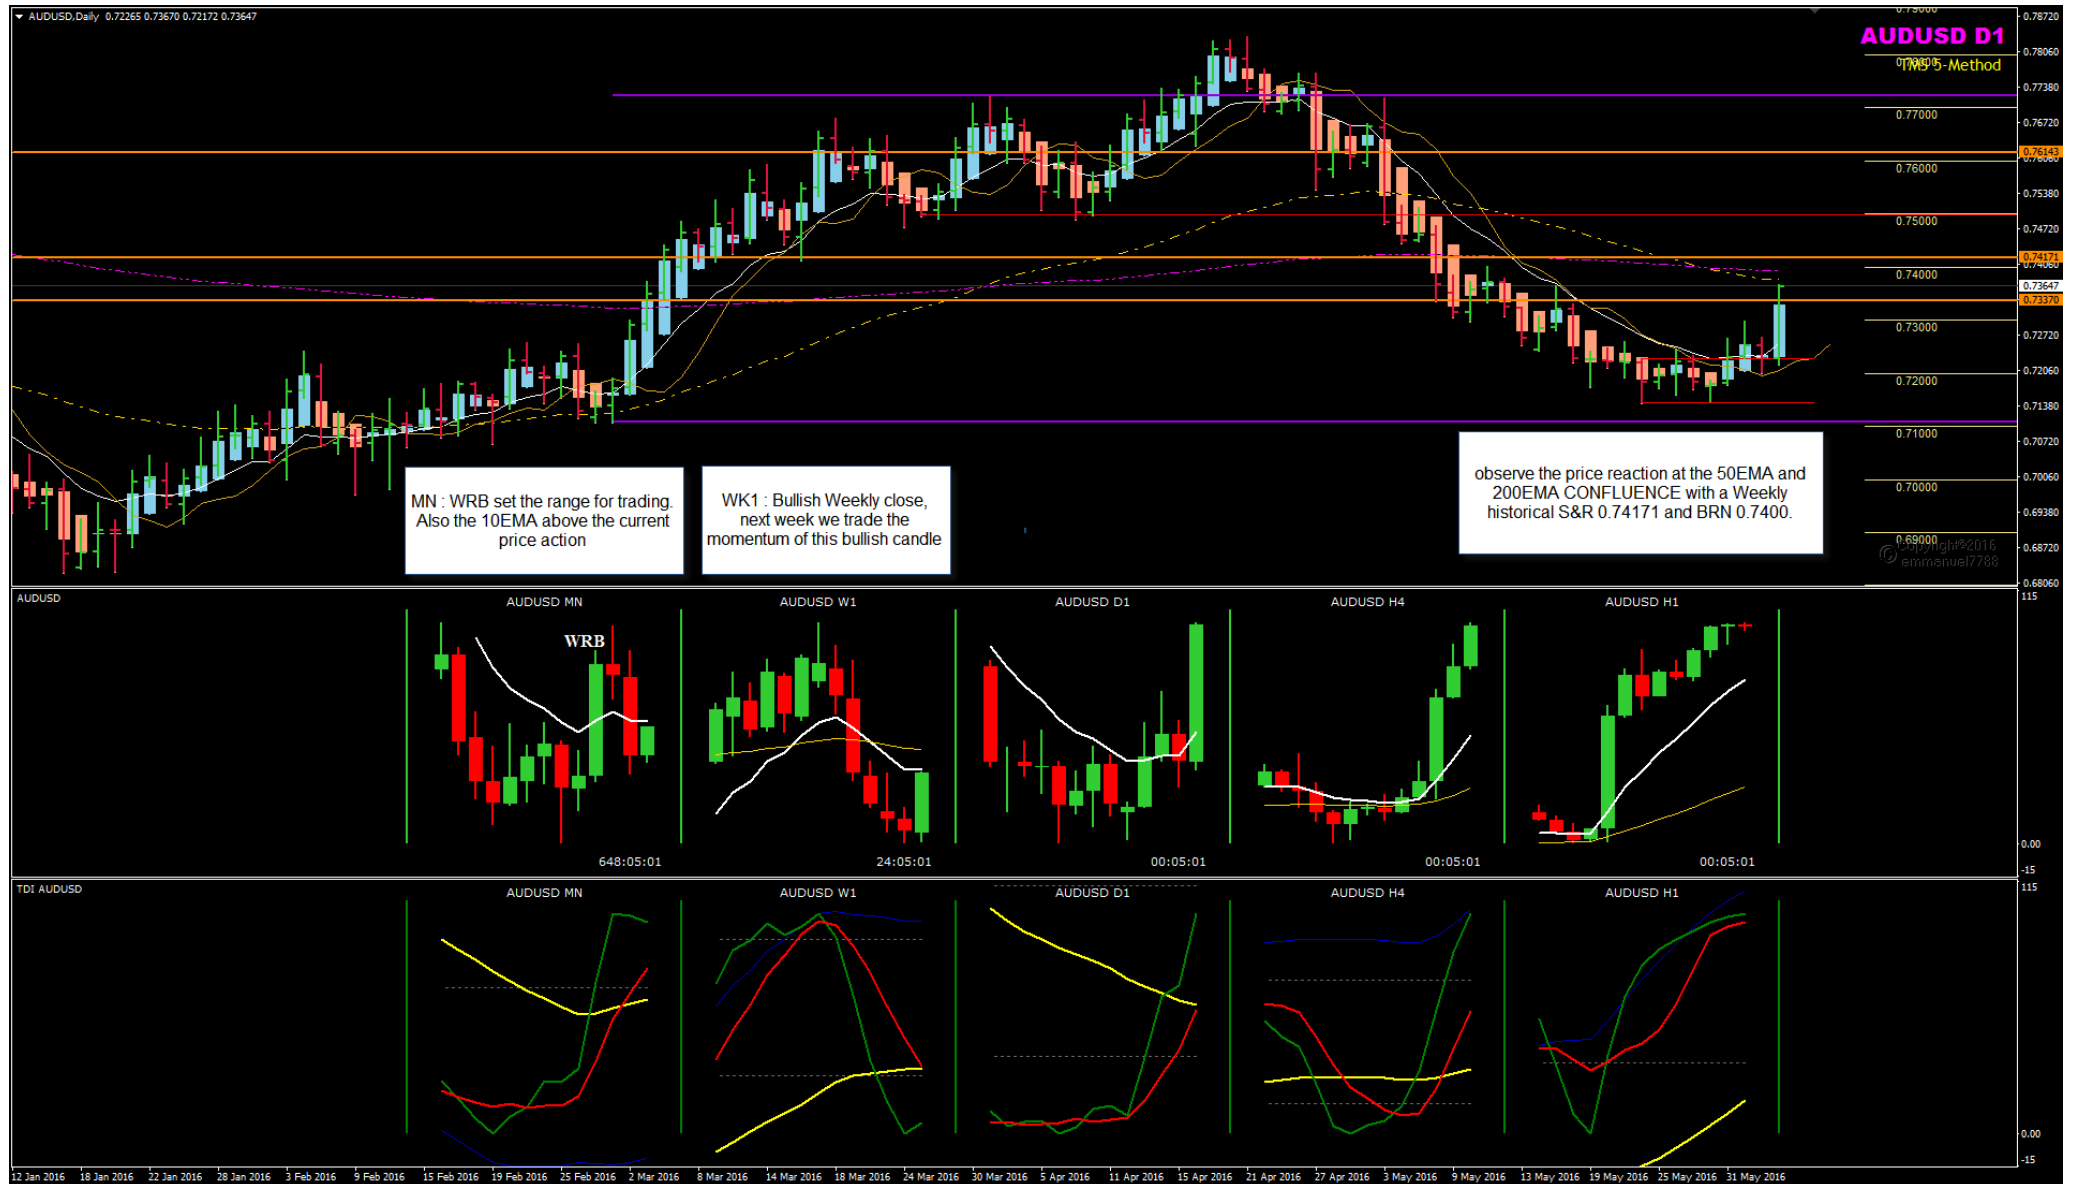 AUDUSD,Daily 0.72265 0.73670 0.72172 0.73647
AUDUSD D1
TMS 5-Method
0.79000
0.78000
0.77000
0.76000
0.75000
0.74000
0.73000
0.72000
0.71000
0.70000
0.69000
0.78720
0.78060
0.77380
0.76720
0.76143
0.76060
0.75380
0.74720
0.74171
0.74060
0.73647
0.73370
0.72720
0.72060
0.71380
0.70720
0.70060
0.69380
0.68720
0.68060
MN : WRB set the range for trading.
Also the 10EMA above the current
price action
WK1 : Bullish Weekly close,
next week we trade the
momentum of this bullish candle
observe the price reaction at the 50EMA and
200EMA CONFLUENCE with a Weekly
historical S&R 0.74171 and BRN 0.7400.
Copyright©2016
emmanuel7788
AUDUSD
AUDUSD MN
AUDUSD W1
AUDUSD D1
AUDUSD H4
AUDUSD H1
WRB
648:05:01
24:05:01
00:05:01
00:05:01
00:05:01
115
0.00
-15
TDI AUDUSD
AUDUSD MN
AUDUSD W1
AUDUSD D1
AUDUSD H4
AUDUSD H1
115
0.00
-15
12 Jan 2016
18 Jan 2016
22 Jan 2016
28 Jan 2016
3 Feb 2016
9 Feb 2016
15 Feb 2016
19 Feb 2016
25 Feb 2016
2 Mar 2016
8 Mar 2016
14 Mar 2016
18 Mar 2016
24 Mar 2016
30 Mar 2016
5 Apr 2016
11 Apr 2016
15 Apr 2016
21 Apr 2016
27 Apr 2016
3 May 2016
9 May 2016
13 May 2016
19 May 2016
25 May 2016
31 May 2016